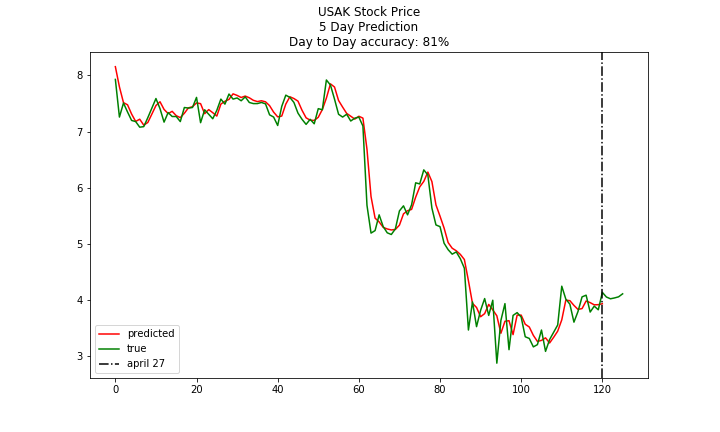 USAK Stock Price
5 Day Prediction
Day to Day accuracy: 81%
8
7
6
5
4
3
predicted
true
april 27
0
20
40
60
80
100
120